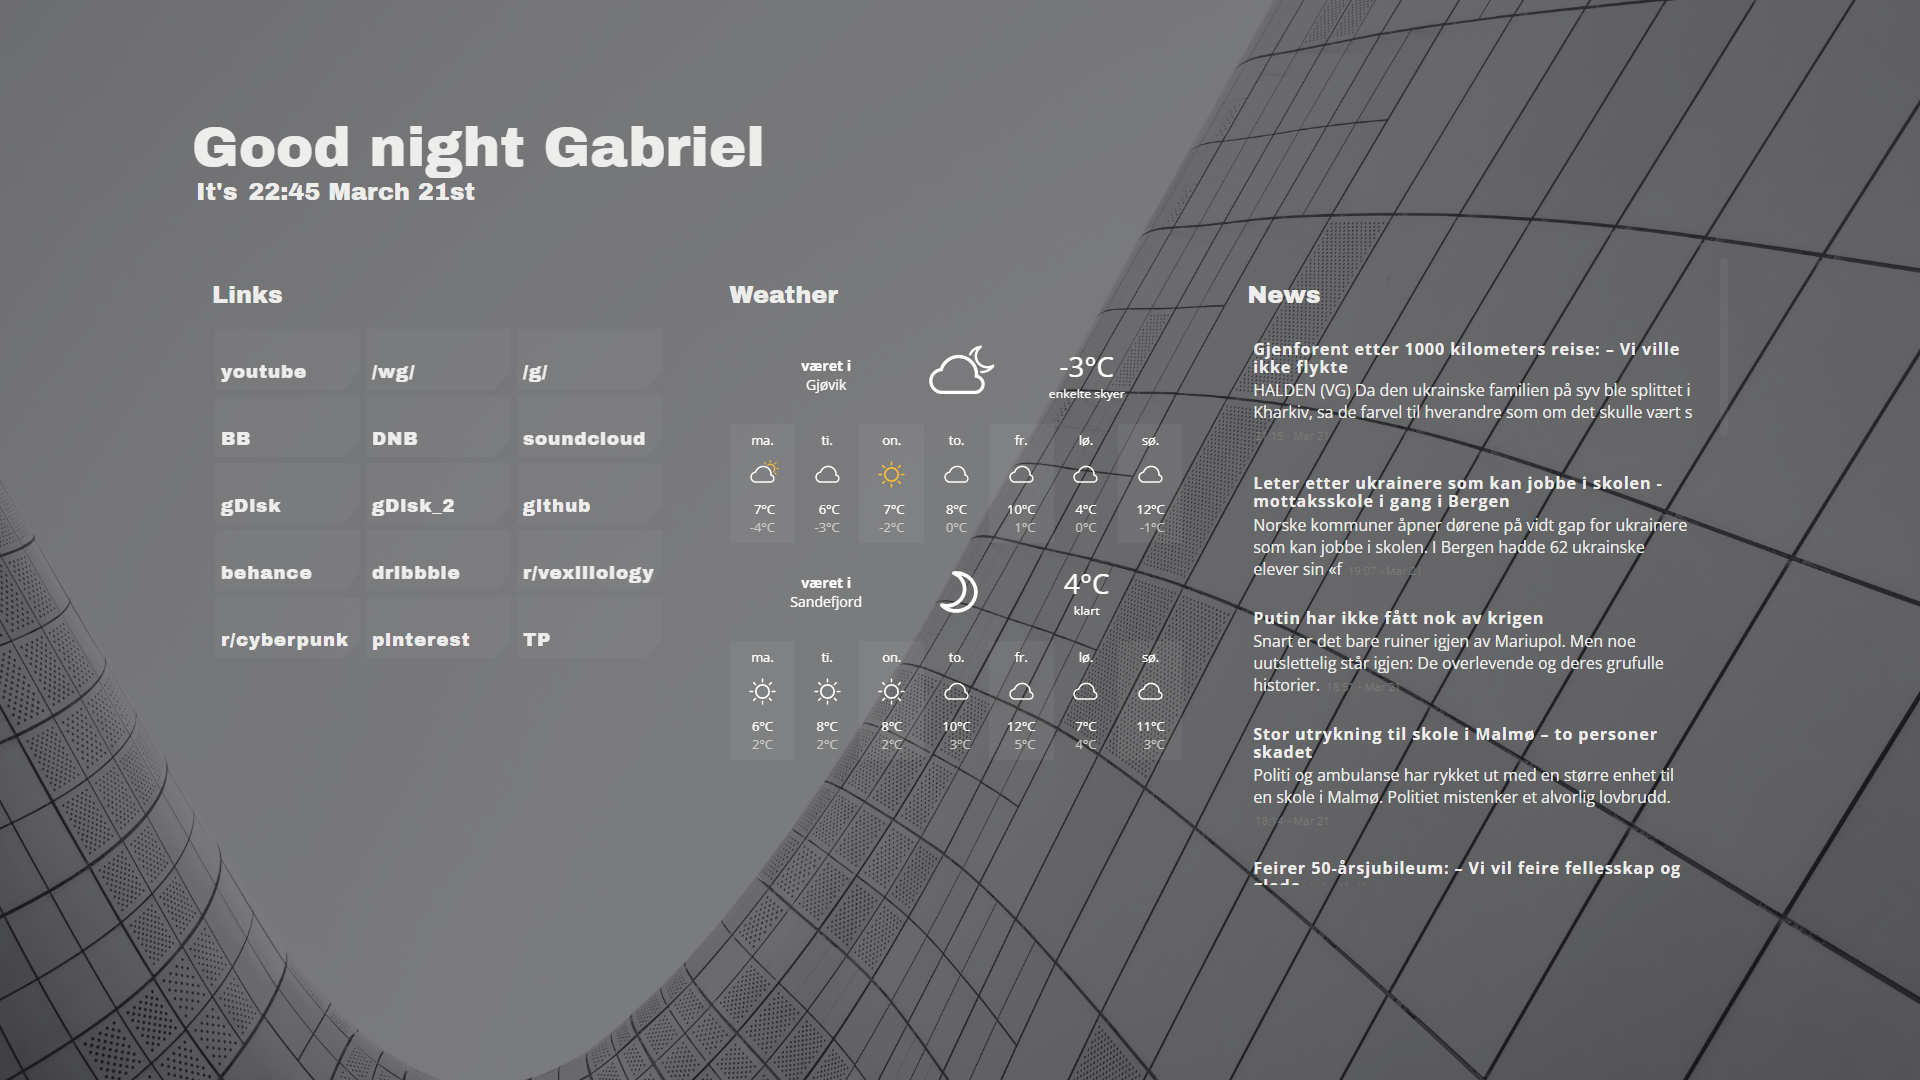 Good night Gabriel
It's 22:45 March 21st
Links
youtube
/wg/
/g/
BB
DNB
soundcloud
gDisk
gDisk_2
github
behance
dribbble
r/vexillology
r/cyberpunk
pinterest
TP
Weather
været i
Gjøvik
-3°C
enkelte skyer
ma. ti. on. to. fr. lø. sø.
7°C 6°C 7°C 8°C 10°C 4°C 12°C
-4°C -3°C -2°C 0°C 1°C 0°C -1°C
været i
Sandefjord
4°C
klart
ma. ti. on. to. fr. lø. sø.
6°C 8°C 8°C 10°C 12°C 7°C 11°C
2°C 2°C 2°C 3°C 5°C 4°C 3°C
News
Gjenforent etter 1000 kilometers reise: – Vi ville
ikke flykte
HALDEN (VG) Da den ukrainske familien på syv ble splittet i
Kharkiv, sa de farvel til hverandre som om det skulle vært s
Mar 21
Leter etter ukrainere som kan jobbe i skolen -
mottaksskole i gang i Bergen
Norske kommuner åpner dørene på vidt gap for ukrainere
som kan jobbe i skolen. I Bergen hadde 62 ukrainske
elever sin «f 19:07 - Mar 21
Putin har ikke fått nok av krigen
Snart er det bare ruiner igjen av Mariupol. Men noe
uutslettelig står igjen: De overlevende og deres grufulle
historier. Mar 21
Stor utrykning til skole i Malmø – to personer
skadet
Politi og ambulanse har rykket ut med en større enhet til
en skole i Malmø. Politiet mistenker et alvorlig lovbrudd.
18:14 - Mar 21
Feirer 50-årsjubileum: – Vi vil feire fellesskap og